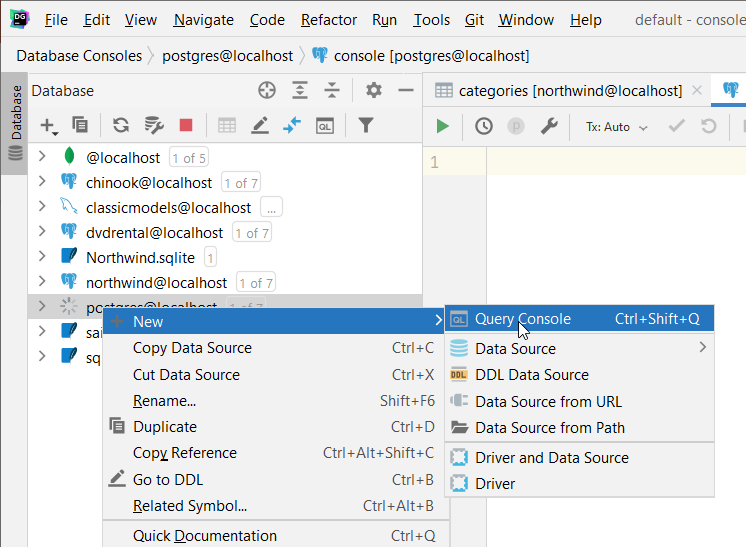 DG File Edit View Navigate Code Refactor Run Tools Git Window Help default - console
Database Consoles postgres@localhost console [postgres@localhost]
Database
Database
categories [northwind@localhost]
QL
P Tx: Auto
1
@localhost 1 of 5
chinook@localhost 1 of 7
classicmodels@localhost ...
dvdrental@localhost 1 of 7
Northwind.sqlite 1
northwind@localhost 1 of 7
postgres@localhost 1 of 7
sa
sq
New
Copy Data Source Ctrl+C
Cut Data Source Ctrl+X
Rename... Shift+F6
Duplicate Ctrl+D
Copy Reference Ctrl+Alt+Shift+C
Go to DDL Ctrl+B
Related Symbol... Ctrl+Alt+B
Quick Documentation Ctrl+Q
QL Query Console Ctrl+Shift+Q
Data Source
DDL DDL Data Source
Data Source from URL
Data Source from Path
Driver and Data Source
Driver